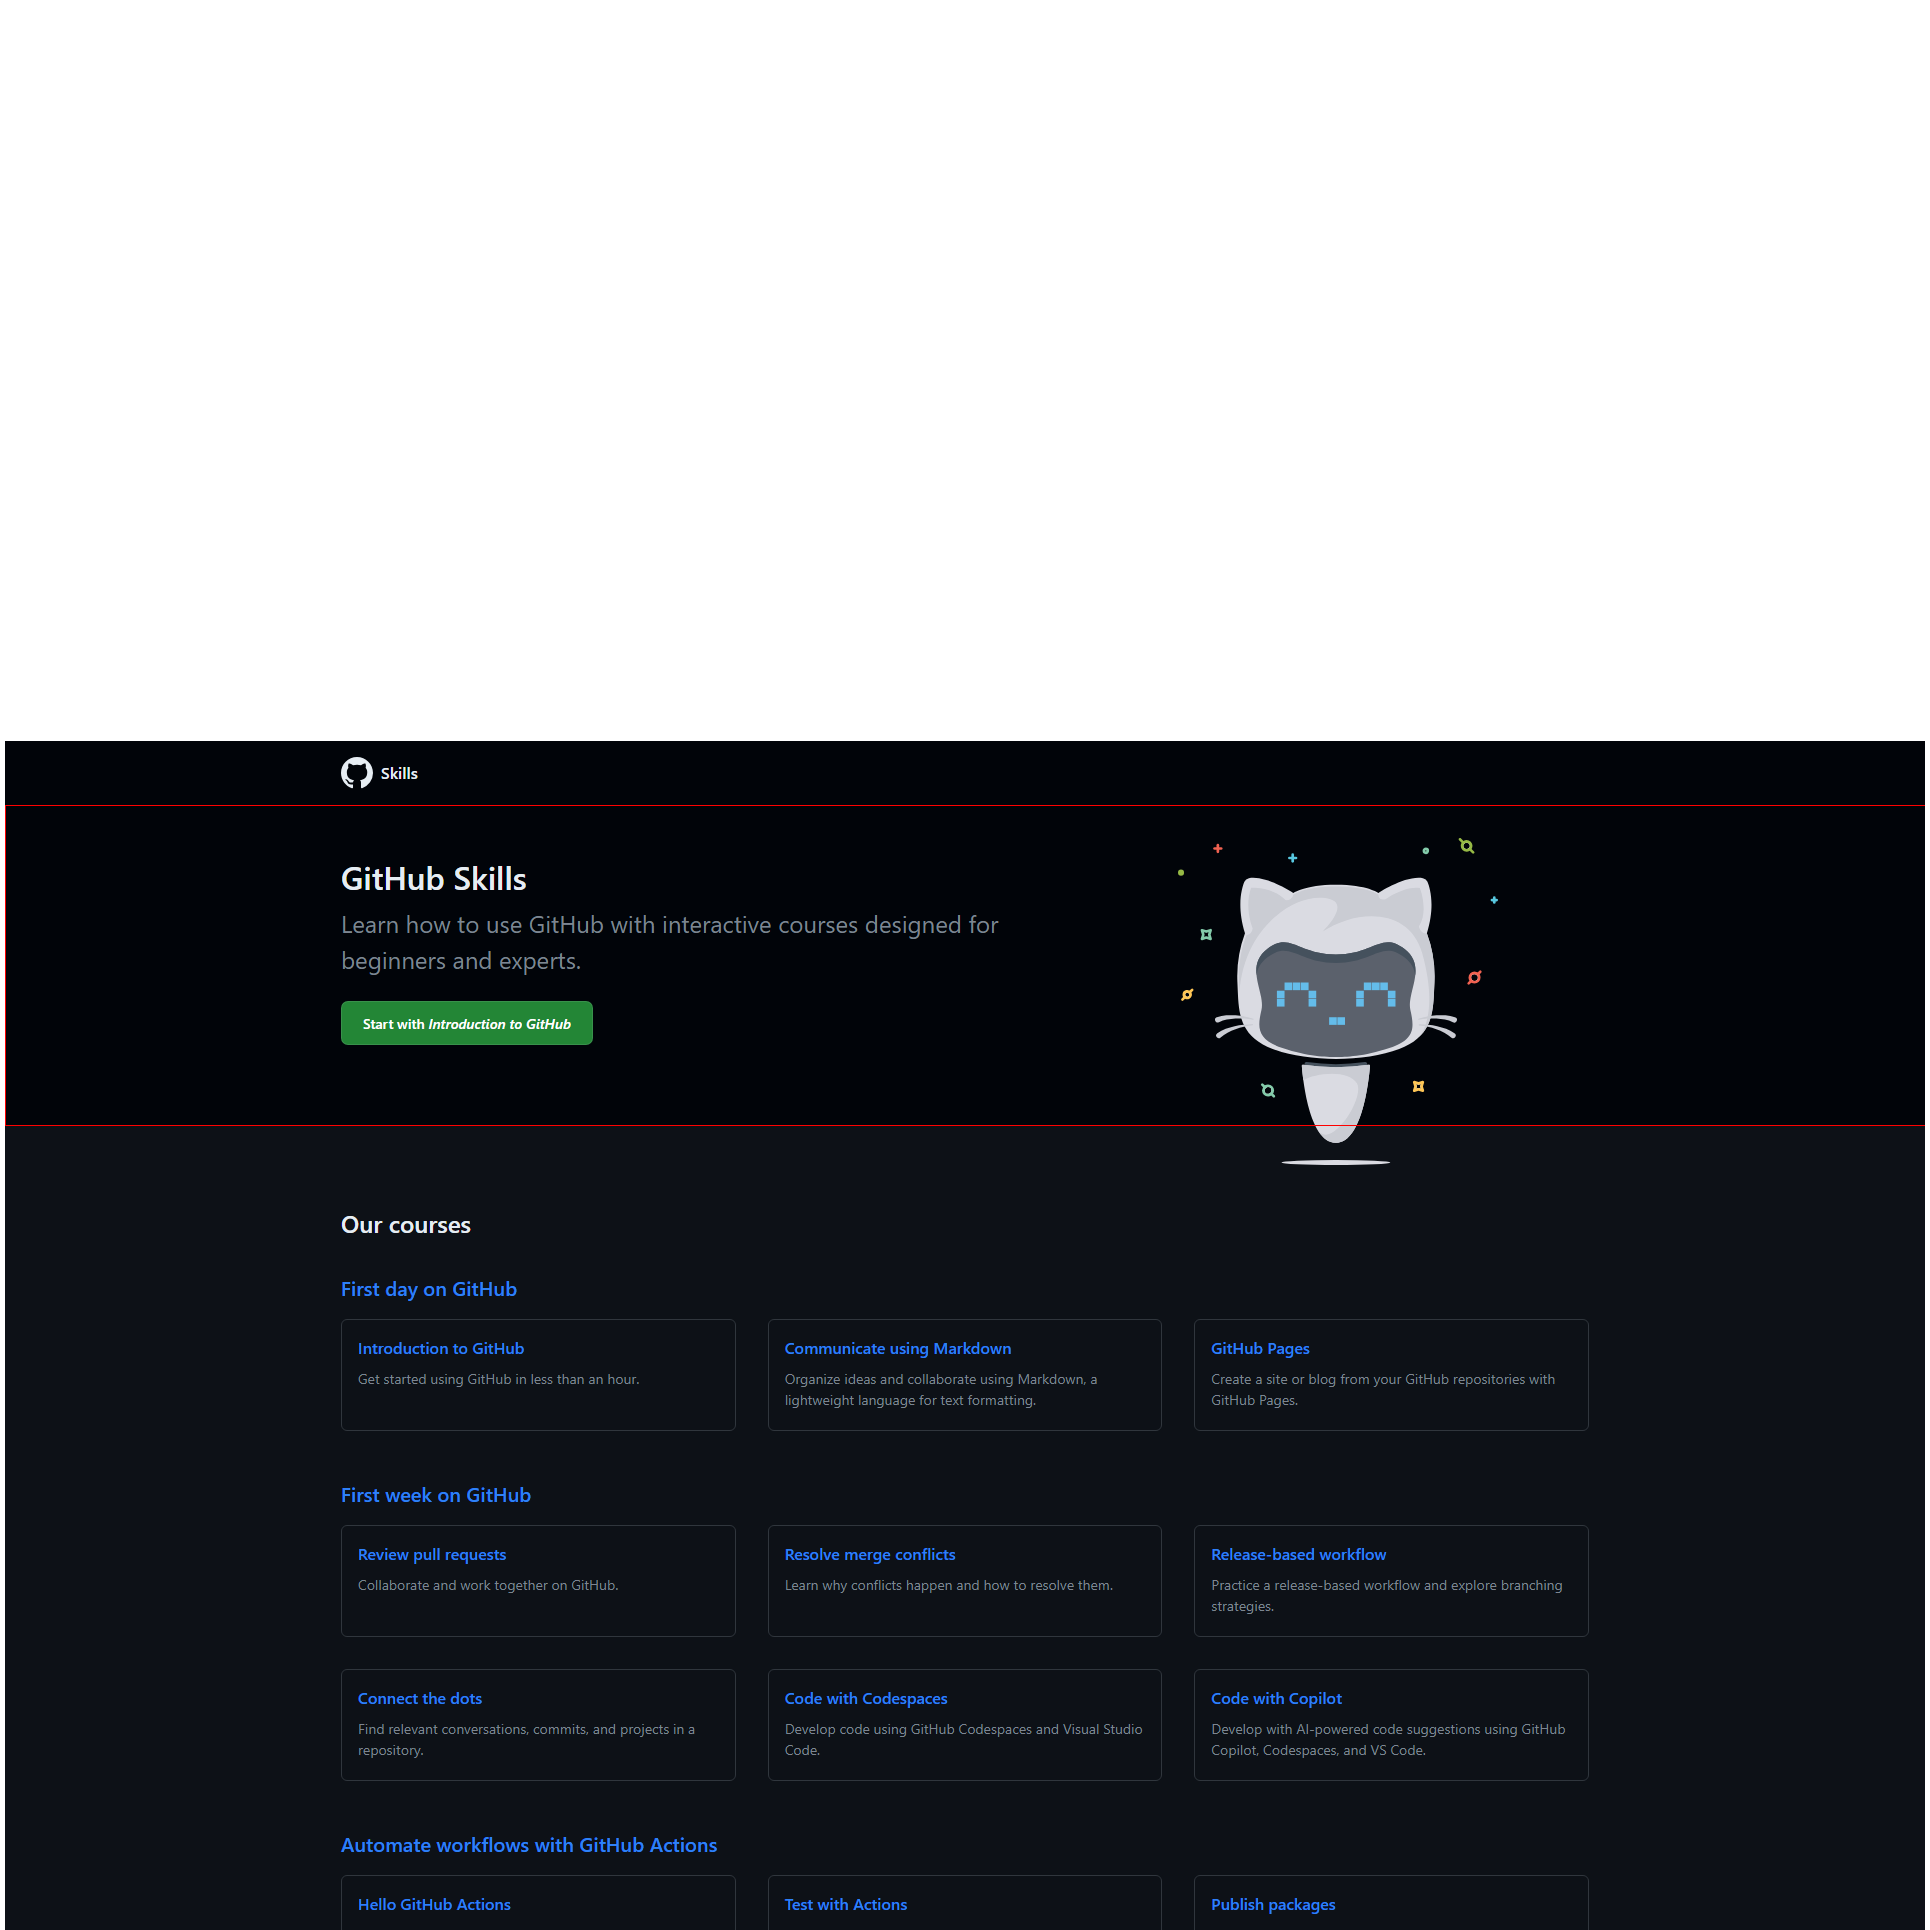 Skills
GitHub Skills
Learn how to use GitHub with interactive courses designed for
beginners and experts.
Start with Introduction to GitHub
Our courses
First day on GitHub
Introduction to GitHub
Get started using GitHub in less than an hour.
Communicate using Markdown
Organize ideas and collaborate using Markdown, a
lightweight language for text formatting.
GitHub Pages
Create a site or blog from your GitHub repositories with
GitHub Pages.
First week on GitHub
Review pull requests
Collaborate and work together on GitHub.
Resolve merge conflicts
Learn why conflicts happen and how to resolve them.
Release-based workflow
Practice a release-based workflow and explore branching
strategies.
Connect the dots
Find relevant conversations, commits, and projects in a
repository.
Code with Codespaces
Develop code using GitHub Codespaces and Visual Studio
Code.
Code with Copilot
Develop with AI-powered code suggestions using GitHub
Copilot, Codespaces, and VS Code.
Automate workflows with GitHub Actions
Hello GitHub Actions
Test with Actions
Publish packages